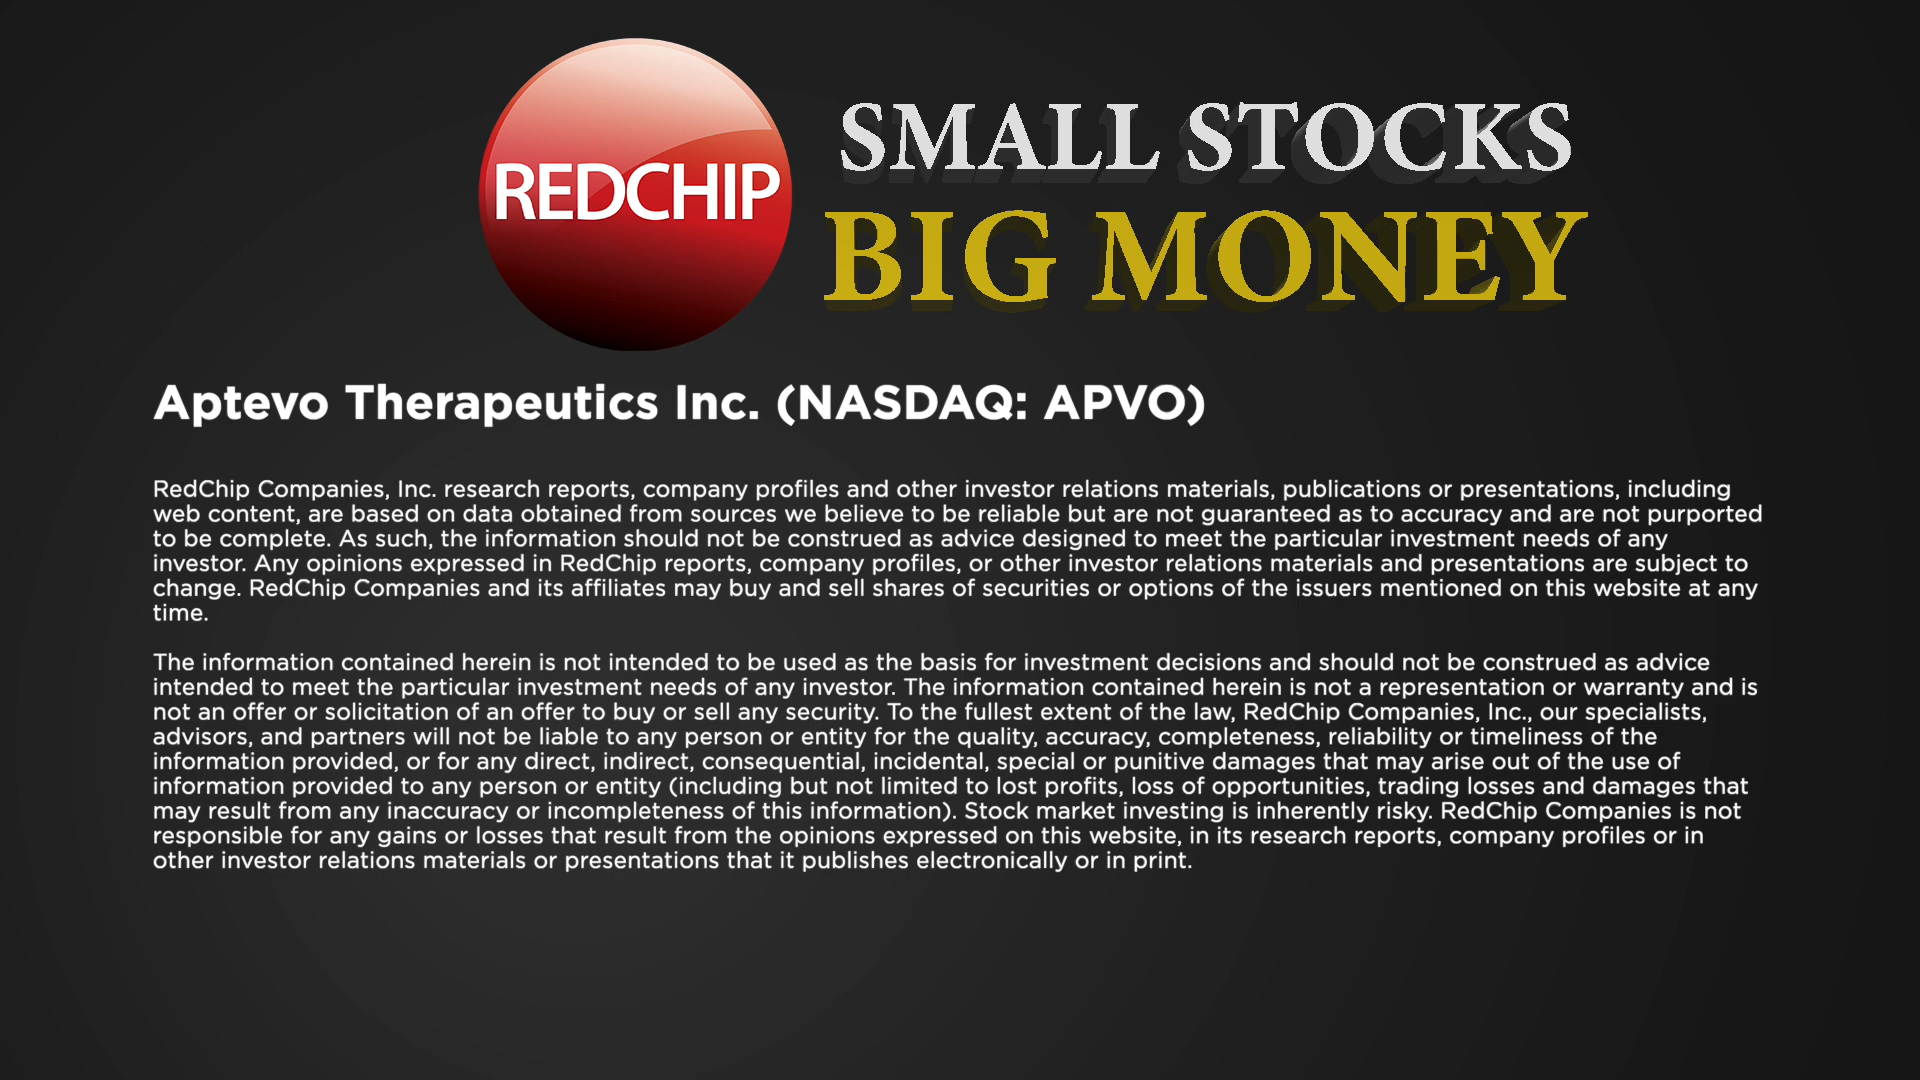 REDCHIP
SMALL STOCKS
BIG MONEY
Aptevo Therapeutics Inc. (NASDAQ: APVO)
RedChip Companies, Inc. research reports, company profiles and other investor relations materials, publications or presentations, including
web content, are based on data obtained from sources we believe to be reliable but are not guaranteed as to accuracy and are not purported
to be complete. As such, the information should not be construed as advice designed to meet the particular investment needs of any
investor. Any opinions expressed in RedChip reports, company profiles, or other investor relations materials and presentations are subject to
change. RedChip Companies and its affiliates may buy and sell shares of securities or options of the issuers mentioned on this website at any
time.
The information contained herein is not intended to be used as the basis for investment decisions and should not be construed as advice
intended to meet the particular investment needs of any investor. The information contained herein is not a representation or warranty and is
not an offer or solicitation of an offer to buy or sell any security. To the fullest extent of the law, RedChip Companies, Inc., our specialists,
advisors, and partners will not be liable to any person or entity for the quality, accuracy, completeness, reliability or timeliness of the
information provided, or for any direct, indirect, consequential, incidental, special or punitive damages that may arise out of the use of
information provided to any person or entity (including but not limited to lost profits, loss of opportunities, trading losses and damages that
may result from any inaccuracy or incompleteness of this information). Stock market investing is inherently risky. RedChip Companies is not
responsible for any gains or losses that result from the opinions expressed on this website, in its research reports, company profiles or in
other investor relations materials or presentations that it publishes electronically or in print.